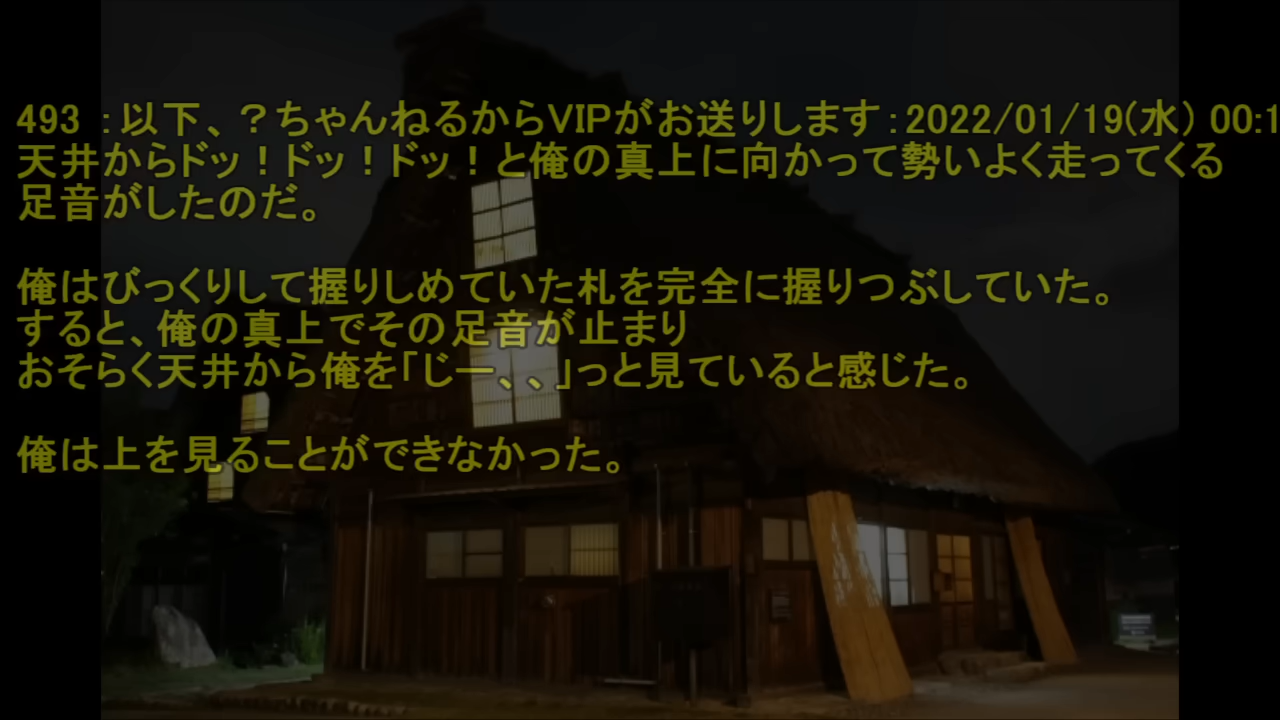 493 ：以下、？ちゃんねるからVIPがお送りします：2022/01/19(水) 00:1
天井からドッ！ドッ！ドッ！と俺の真上に向かって勢いよく走ってくる
足音がしたのだ。
俺はびっくりして握りしめていた札を完全に握りつぶしていた。
すると、俺の真上でその足音が止まり
おそらく天井から俺を「じー、、」っと見ていると感じた。
俺は上を見ることができなかった。